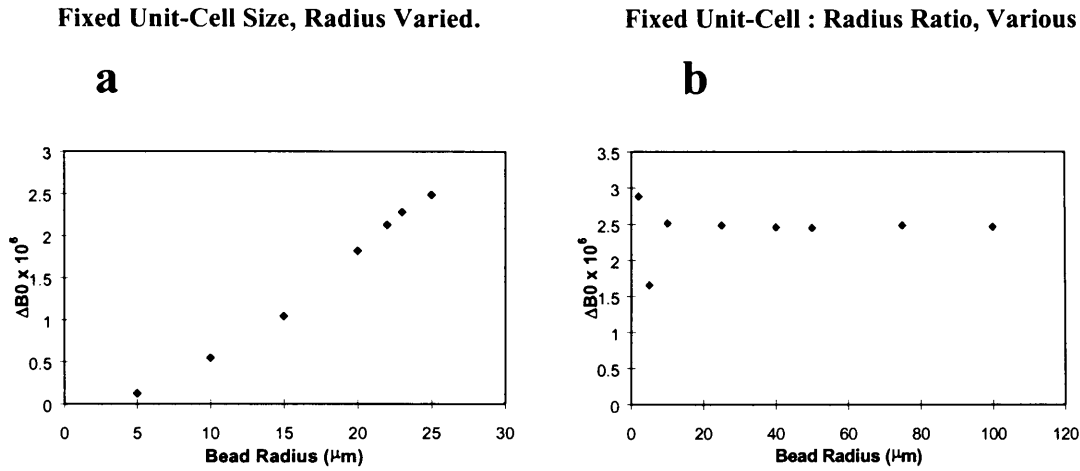 Fixed Unit-Cell Size, Radius Varied.
Fixed Unit-Cell : Radius Ratio, Various
a
b
3
2.5
2
1.5
1
0.5
0
ΔB0 x 10⁶
0 5 10 15 20 25 30
Bead Radius (μm)
3.5
3
2.5
2
1.5
1
0.5
0
ΔB0 x 10⁶
0 20 40 60 80 100 120
Bead Radius (μm)